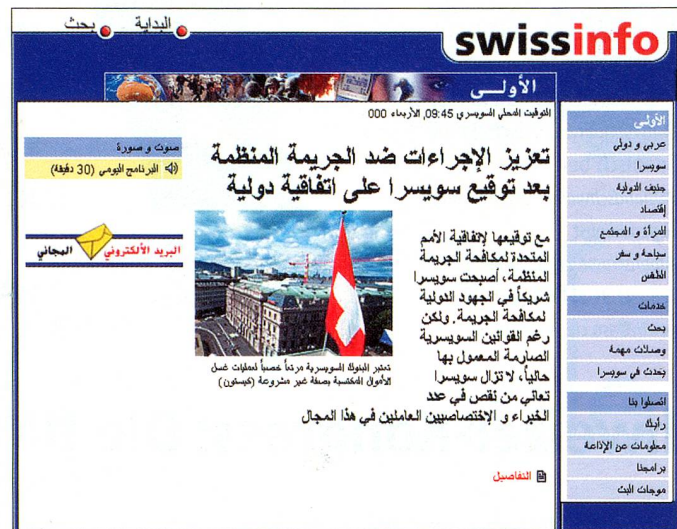 البداية
بحث
swissinfo
الأولـــى
التوقيت المحلي السويسري 09:45, الأربعاء 000
الأولى
عربي و دولي
سويسرا
جنيف الدولية
إقتصاد
المرأة و المجتمع
سياحة و سفر
الطقس
خدمات
بحث
وصلات مهمة
بحث في سويسرا
اتصلوا بنا
رأيك
معلومات عن الإذاعة
برامجنا
موجات البث
تعزيز الإجراءات ضد الجريمة المنظمة
بعد توقيع سويسرا على اتفاقية دولية
مع توقيعها لإتفاقية الأمم
المتحدة لمكافحة الجريمة
المنظمة، أصبحت سويسرا
شريكاً في الجهود الدولية
لمكافحة الجريمة. ولكن
رغم القوانين السويسرية
الصارمة المعمول بها
حالياً، لا تزال سويسرا
تعاني من نقص في عدد
الخبراء و الإختصاصيين العاملين في هذا المجال
تعتبر البنوك السويسرية مرتعاً خصباً لعمليات غسل
الأموال المكتسبة بصفة غير مشروعة (كيستون)
التفاصيل
صوت و صورة
البرنامج اليومي (30 دقيقة)
البريد الألكتروني المجاني